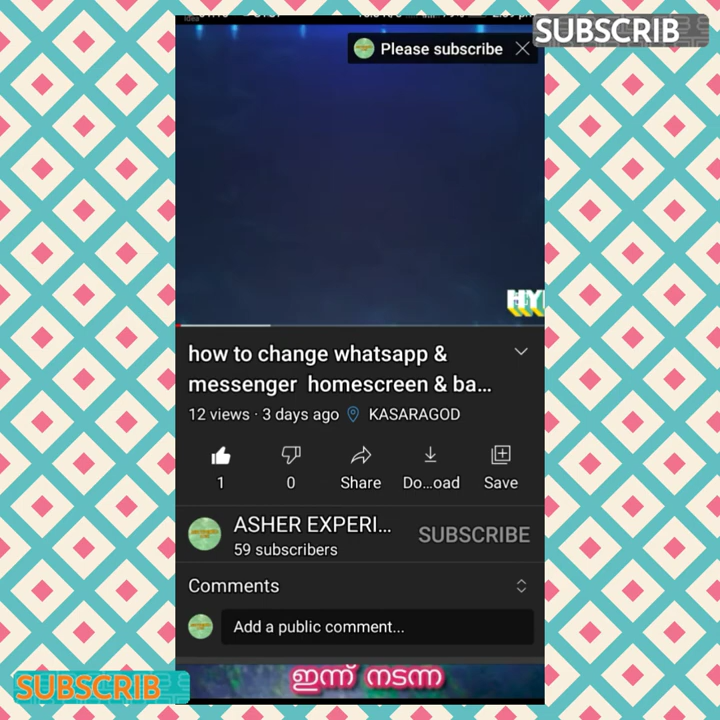 SUBSCRIB
Please subscribe
how to change whatsapp &
messenger homescreen & ba...
12 views · 3 days ago KASARAGOD
1
0
Share
Do...oad
Save
ASHER EXPERI...
SUBSCRIBE
59 subscribers
Comments
Add a public comment...
ഇന്ന് നടന്ന
SUBSCRIB